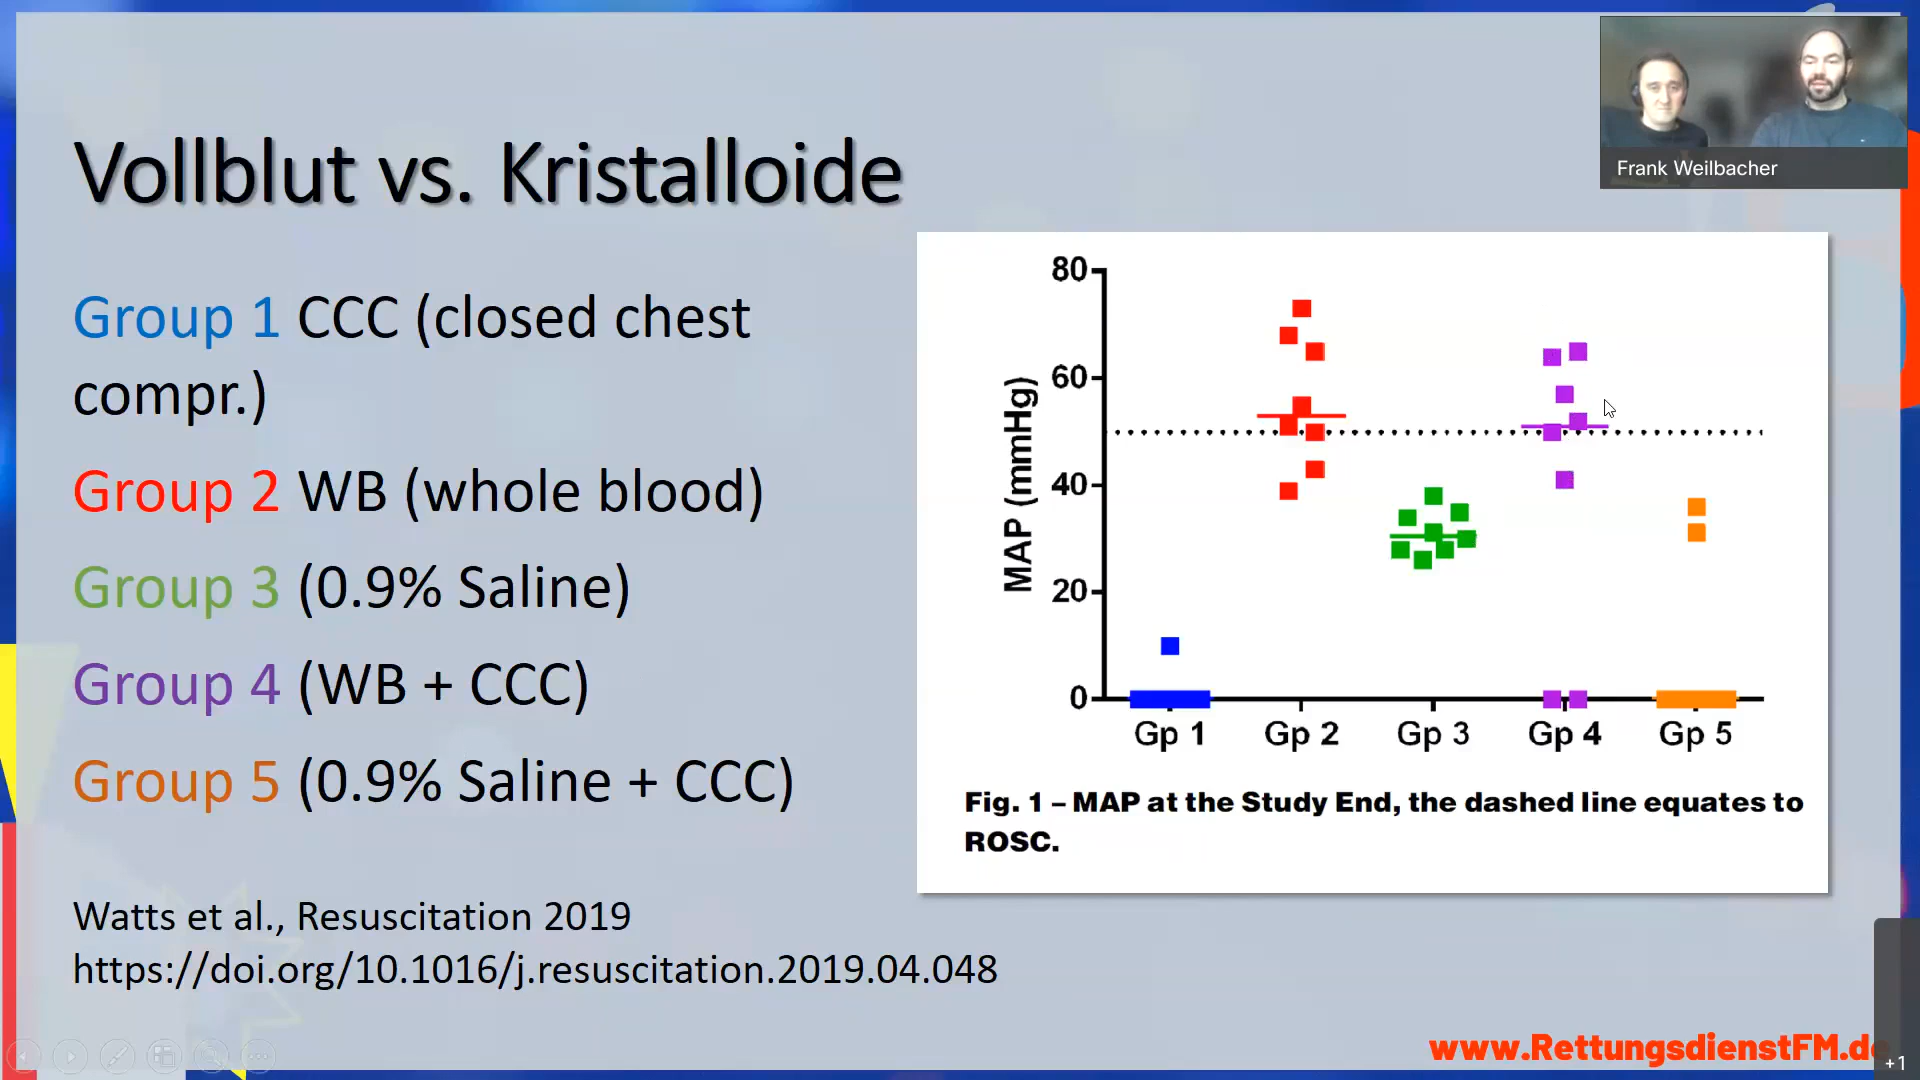 Vollblut vs. Kristalloide
Group 1 CCC (closed chest
compr.)
Group 2 WB (whole blood)
Group 3 (0.9% Saline)
Group 4 (WB + CCC)
Group 5 (0.9% Saline + CCC)
Watts et al., Resuscitation 2019
https://doi.org/10.1016/j.resuscitation.2019.04.048
Frank Weilbacher
MAP (mmHg)
80
60
40
20
0
Gp 1 Gp 2 Gp 3 Gp 4 Gp 5
Fig. 1 – MAP at the Study End, the dashed line equates to
ROSC.
www.RettungsdienstFM.de
+1